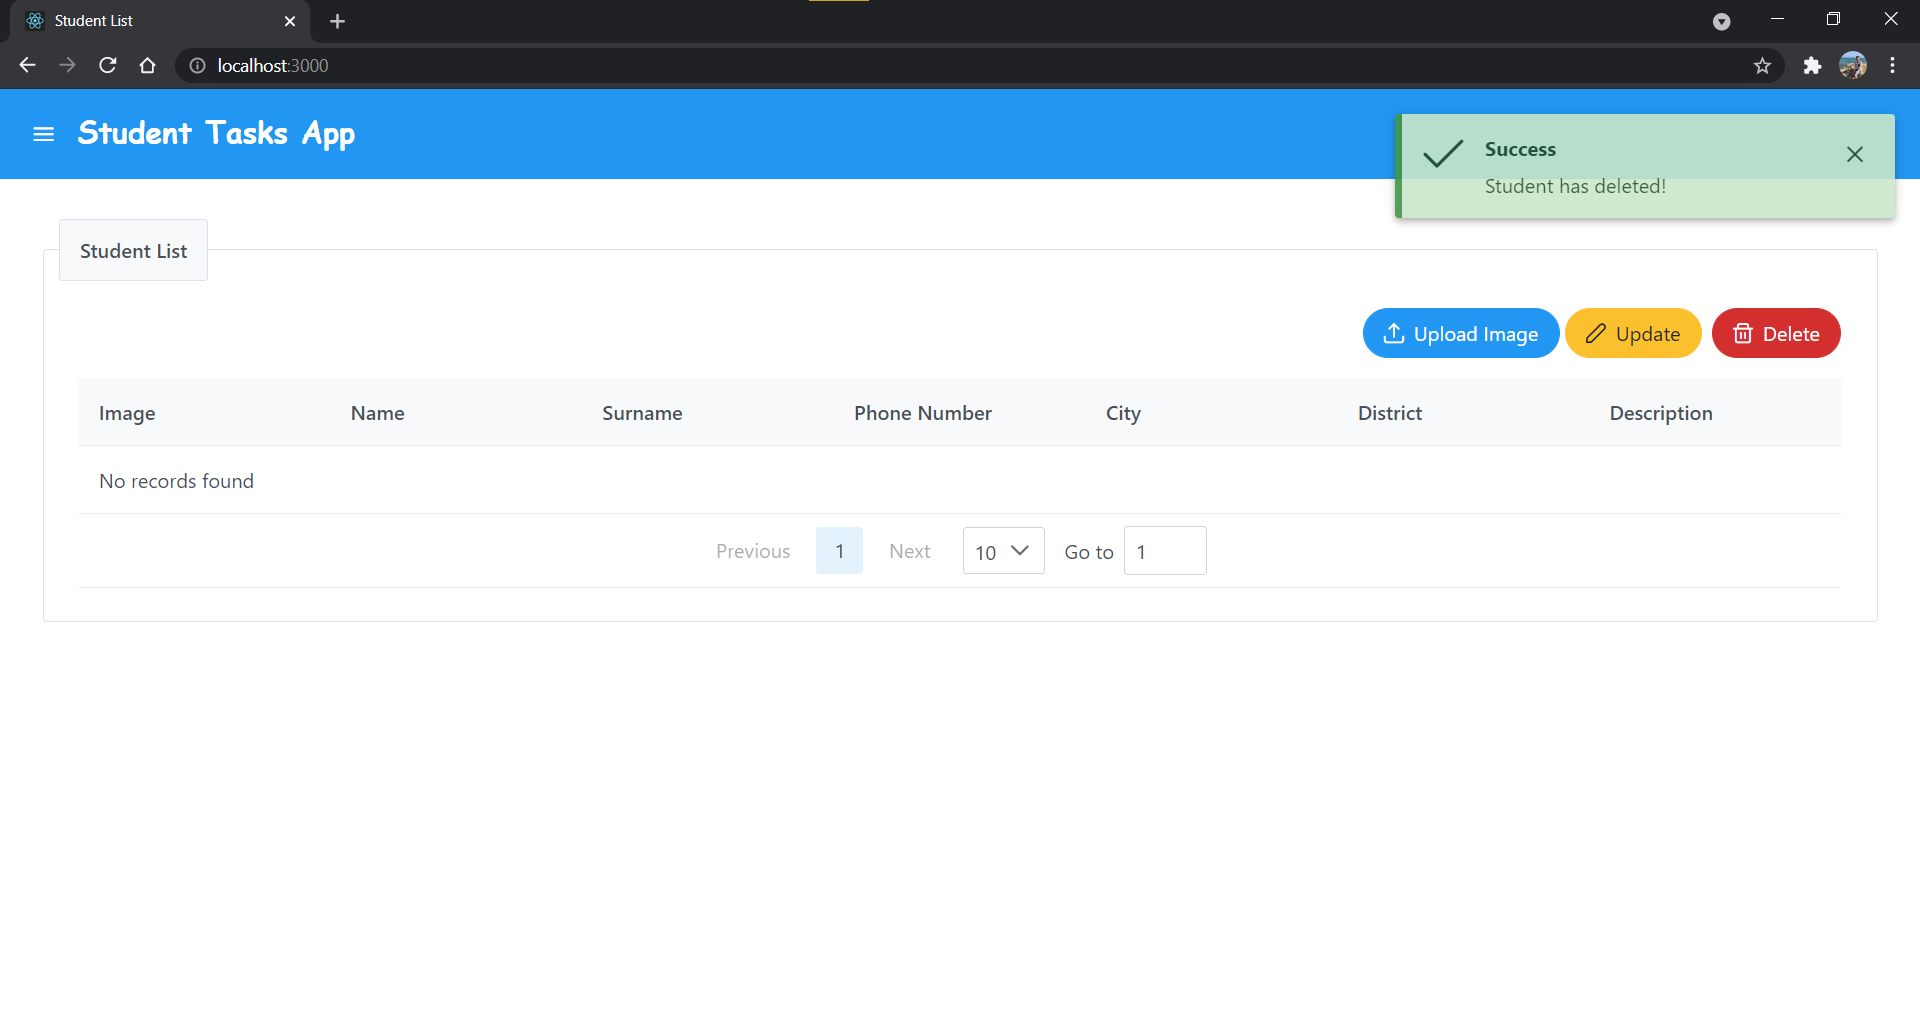 Student List
localhost:3000
Student Tasks App
Success
Student has deleted!
Student List
Upload Image Update Delete
Image Name Surname Phone Number City District Description
No records found
Previous 1 Next 10 Go to 1